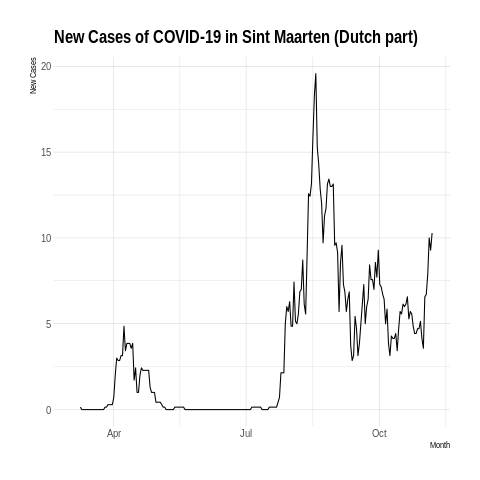 New Cases of COVID-19 in Sint Maarten (Dutch part)
New Cases
20
15
10
5
0
Apr Jul Oct
Month